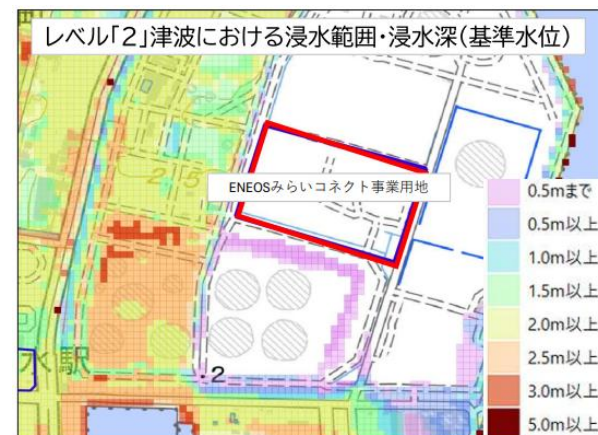 レベル「2」津波における浸水範囲・浸水深(基準水位)
2 5
ENEOSみらいコネクト事業用地
0.5mまで
0.5m以上
1.0m以上
1.5m以上
2.0m以上
2.5m以上
3.0m以上
5.0m以上
水駅
.2